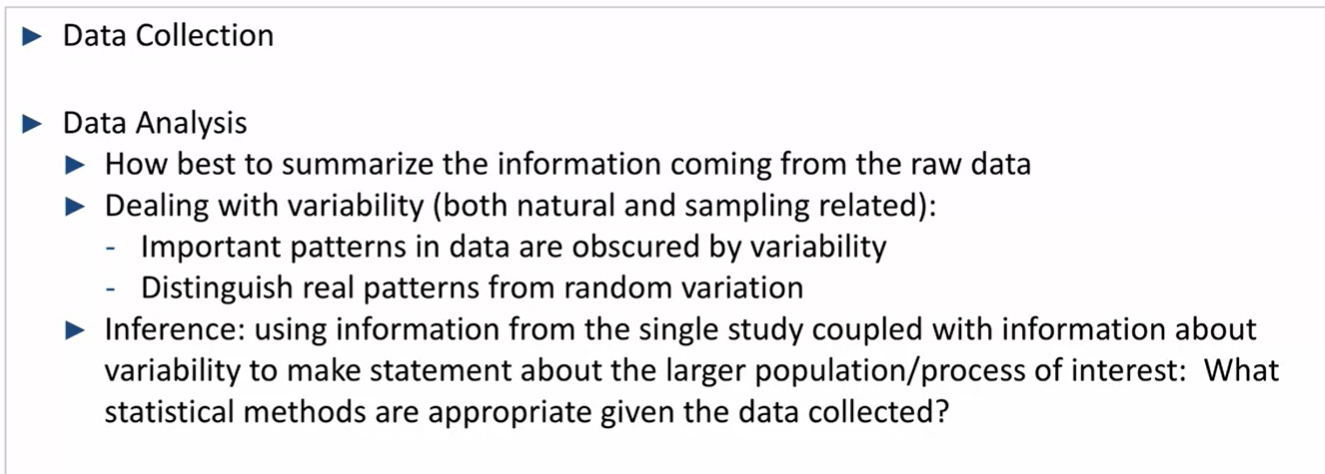 Data Collection
Data Analysis
How best to summarize the information coming from the raw data
Dealing with variability (both natural and sampling related):
- Important patterns in data are obscured by variability
- Distinguish real patterns from random variation
Inference: using information from the single study coupled with information about
variability to make statement about the larger population/process of interest: What
statistical methods are appropriate given the data collected?